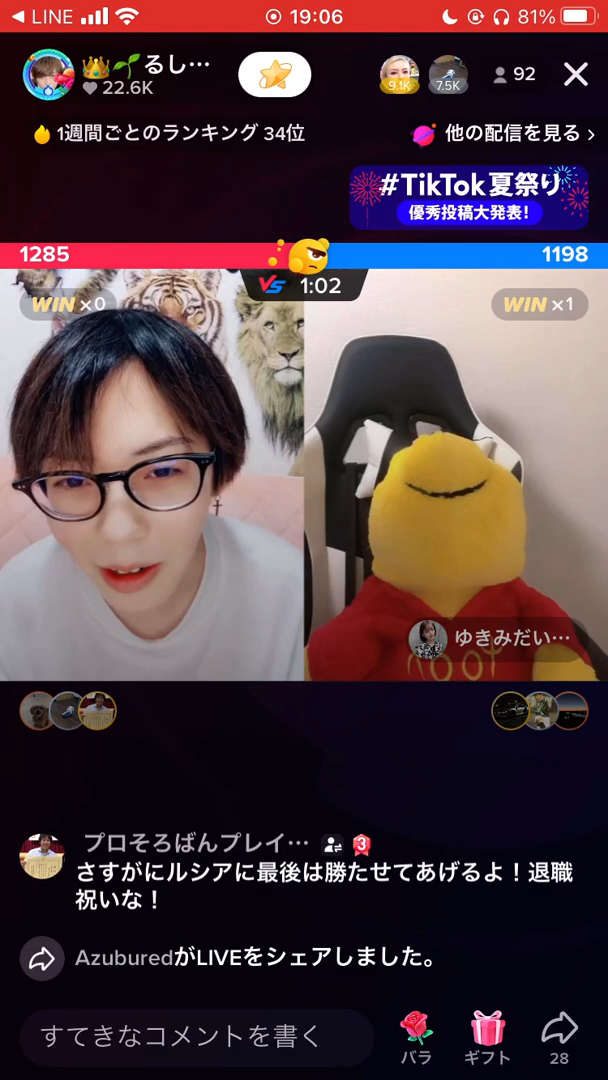 LINE
19:06
81%
るし…
22.6K
9.1K
7.5K
92
1週間ごとのランキング 34位
他の配信を見る
#TikTok夏祭り
優秀投稿大発表!
1285
1198
VS 1:02
WIN x0
WIN x1
ゆきみだい…
プロそろばんプレイ… 3
さすがにルシアに最後は勝たせてあげるよ！退職
祝いな！
AzuburedがLIVEをシェアしました。
すてきなコメントを書く
バラ
ギフト
28